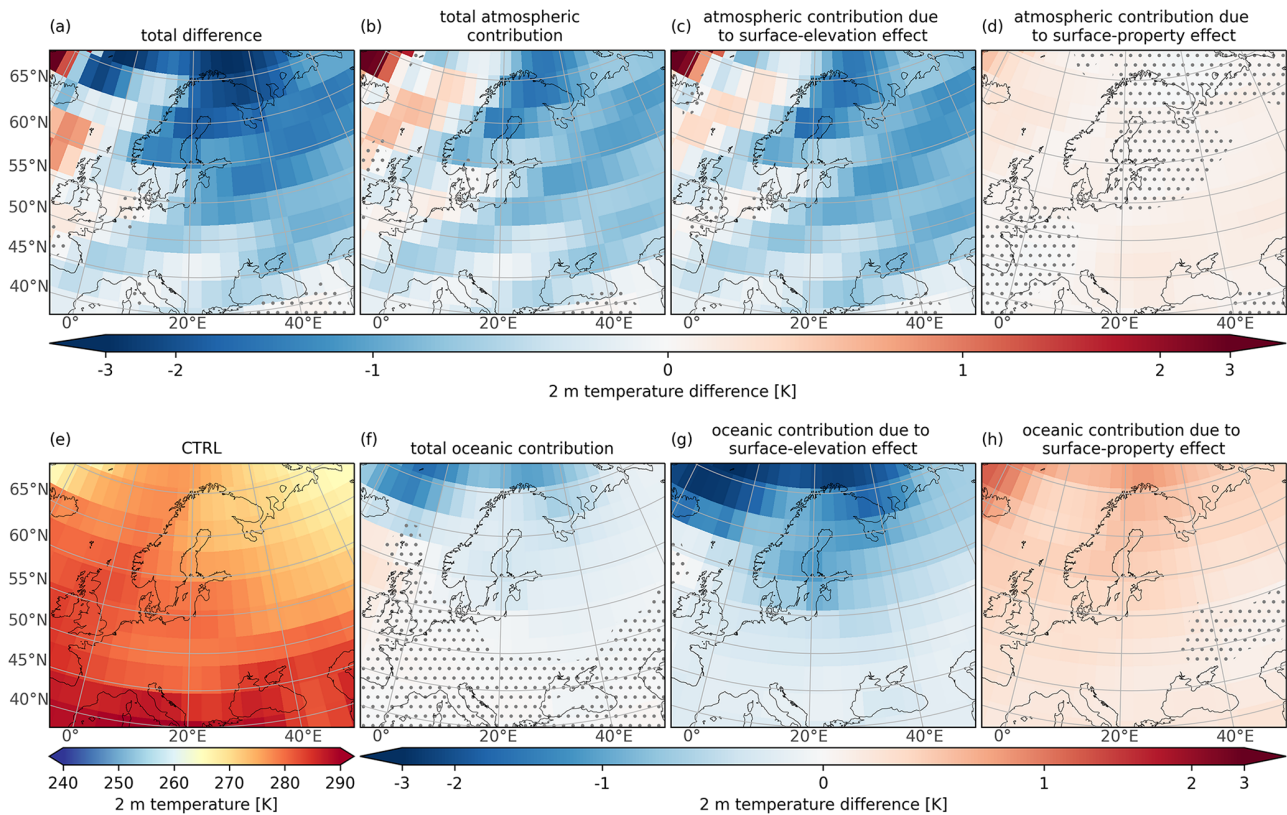 (a)
total difference
(b)
total atmospheric
contribution
(c)
atmospheric contribution due
to surface-elevation effect
(d)
atmospheric contribution due
to surface-property effect
65°N
60°N
55°N
50°N
45°N
40°N
0° 20°E 40°E
0° 20°E 40°E
0° 20°E 40°E
0° 20°E 40°E
-3 -2 -1 0 1 2 3
2 m temperature difference [K]
(e)
CTRL
(f)
total oceanic contribution
(g)
oceanic contribution due to
surface-elevation effect
(h)
oceanic contribution due to
surface-property effect
65°N
60°N
55°N
50°N
45°N
40°N
0° 20°E 40°E
0° 20°E 40°E
0° 20°E 40°E
0° 20°E 40°E
240 250 260 270 280 290
2 m temperature [K]
-3 -2 -1 0 1 2 3
2 m temperature difference [K]